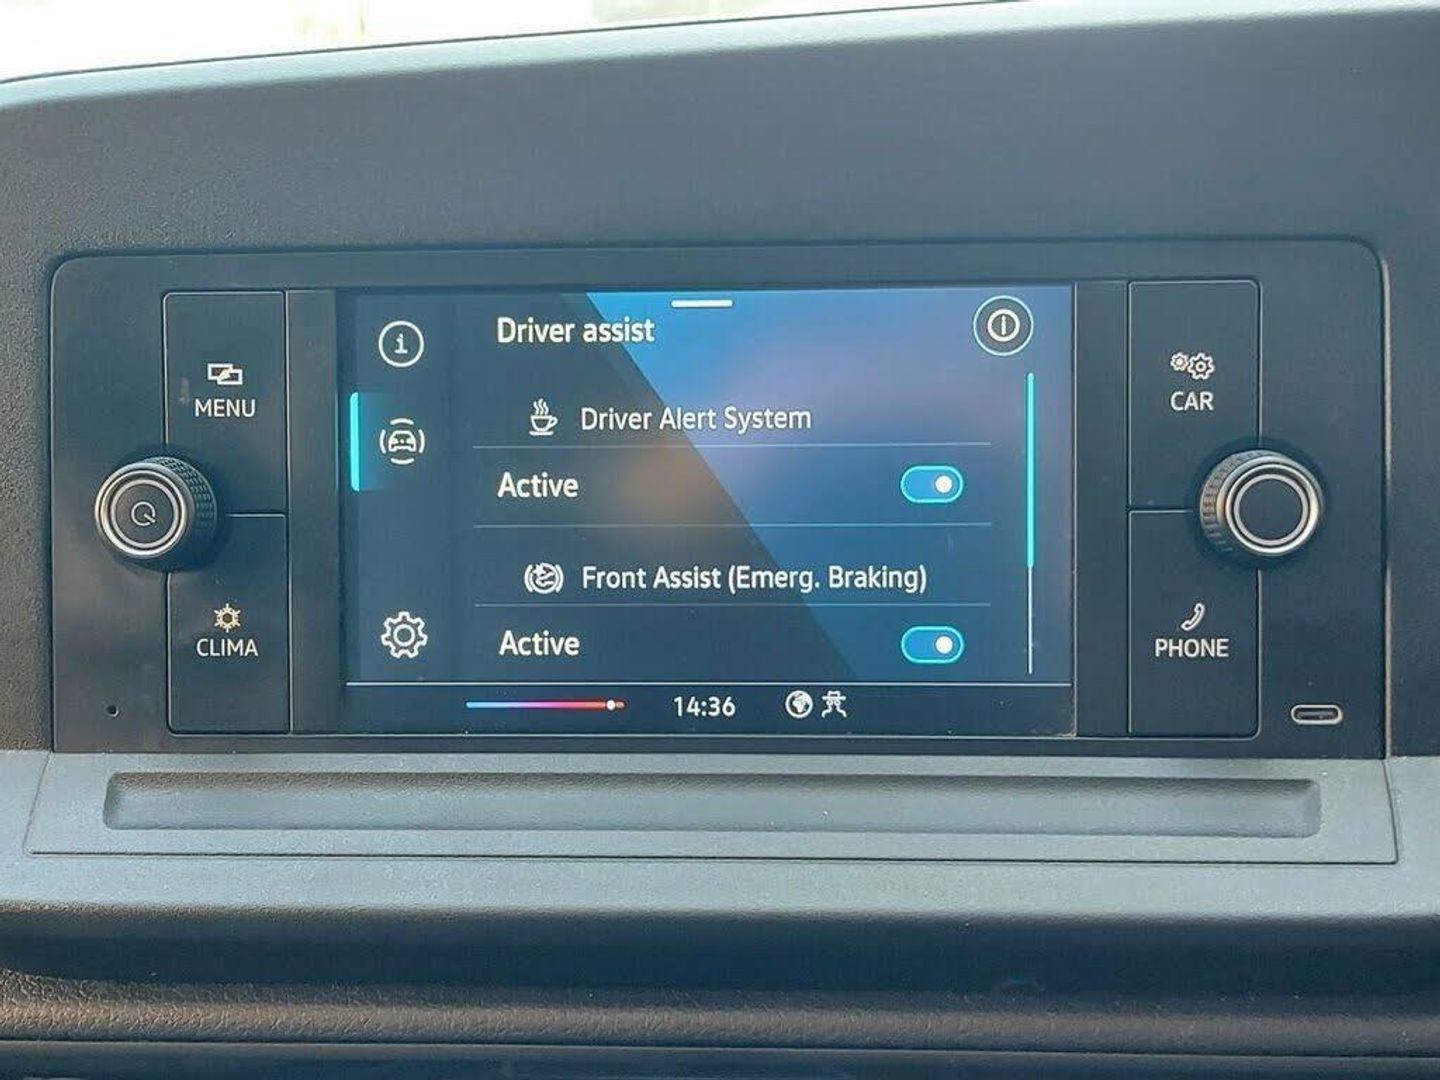 MENU
CLIMA
Driver assist
Driver Alert System
Active
Front Assist (Emerg. Braking)
Active
14:36
CAR
PHONE